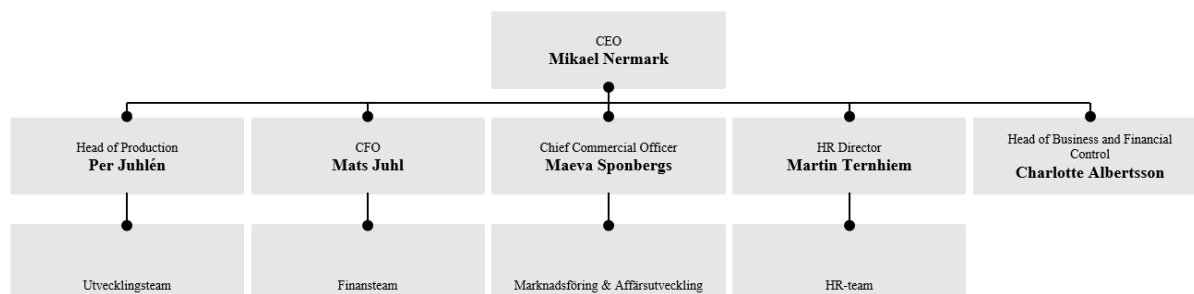 CEO
Mikael Nermark
Head of Production
Per Juhlén
CFO
Mats Juhl
Chief Commercial Officer
Maeva Sponbergs
HR Director
Martin Ternhiem
Head of Business and Financial
Control
Charlotte Albertsson
Utvecklingsteam
Finansteam
Marknadsföring & Affärsutveckling
HR-team